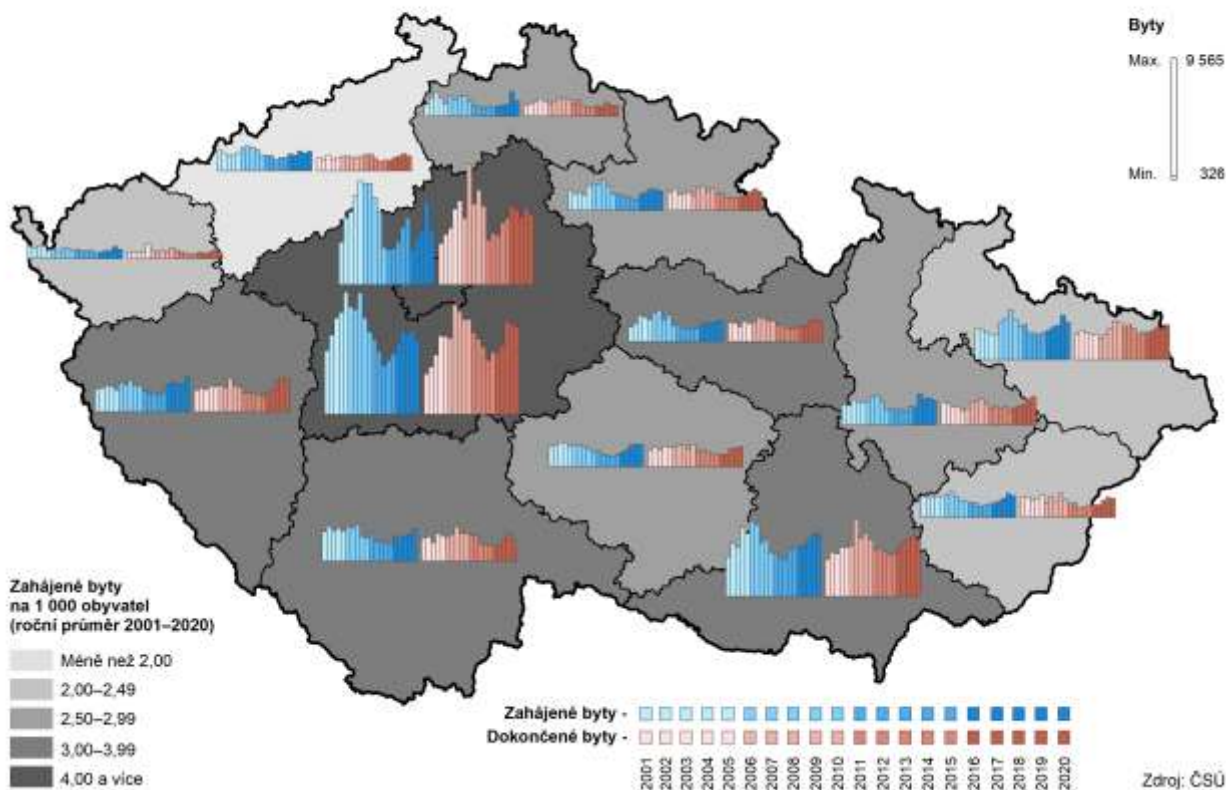 Byty
Max. 9 565
Min. 326
Zahájené byty
na 1 000 obyvatel
(roční průměr 2001–2020)
Méně než 2,00
2,00–2,49
2,50–2,99
3,00–3,99
4,00 a více
Zahájené byty -
Dokončené byty -
2001 2002 2003 2004 2005 2006 2007 2008 2009 2010 2011 2012 2013 2014 2015 2016 2017 2018 2019 2020
Zdroj: ČSÚ